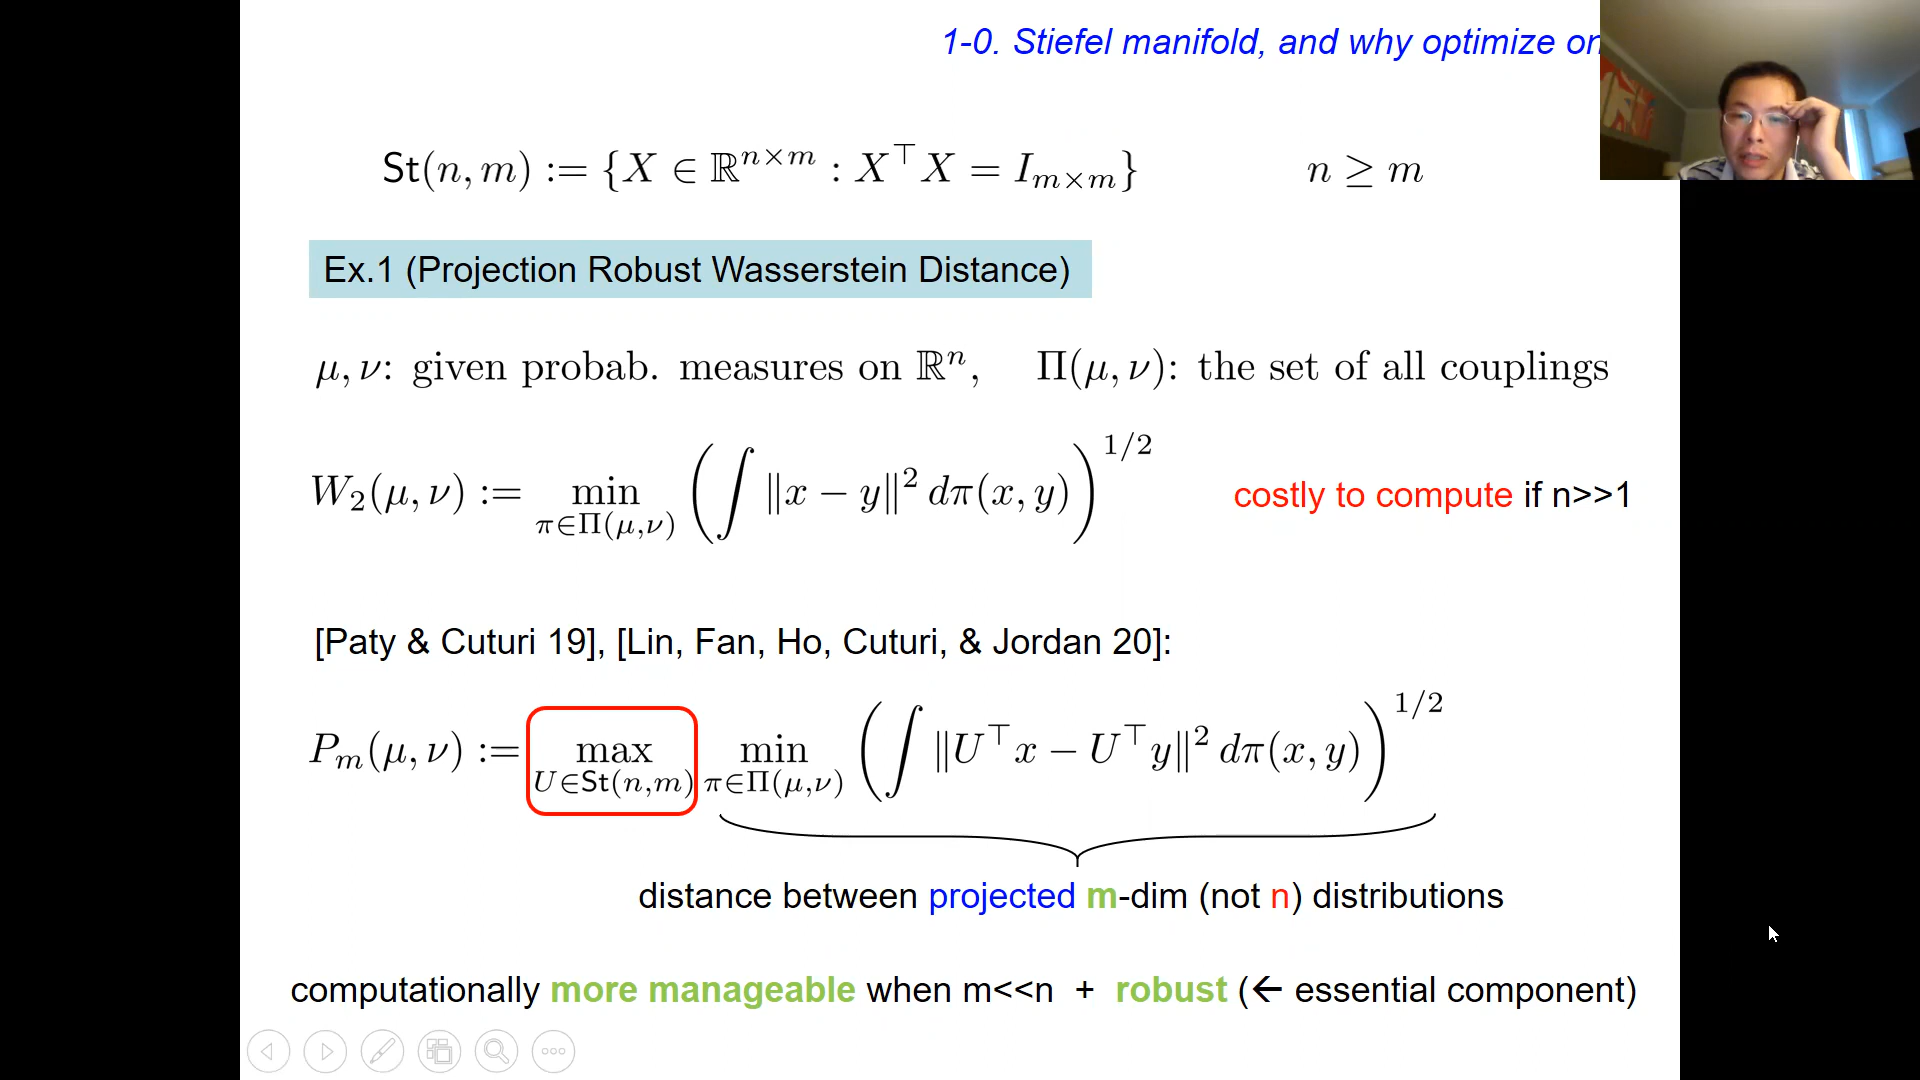 1-0. Stiefel manifold, and why optimize on
St(n, m) := {X ∈ ℝ^{n×m} : X^⊤X = I_{m×m}} n ≥ m
Ex.1 (Projection Robust Wasserstein Distance)
μ, ν: given probab. measures on ℝ^n, Π(μ, ν): the set of all couplings
W_2(μ, ν) := min_{π∈Π(μ,ν)} (∫ ‖x − y‖^2 dπ(x, y))^{1/2} costly to compute if n>>1
[Paty & Cuturi 19], [Lin, Fan, Ho, Cuturi, & Jordan 20]:
P_m(μ, ν) := max_{U∈St(n,m)} min_{π∈Π(μ,ν)} (∫ ‖U^⊤x − U^⊤y‖^2 dπ(x, y))^{1/2}
distance between projected m-dim (not n) distributions
computationally more manageable when m<<n + robust (← essential component)